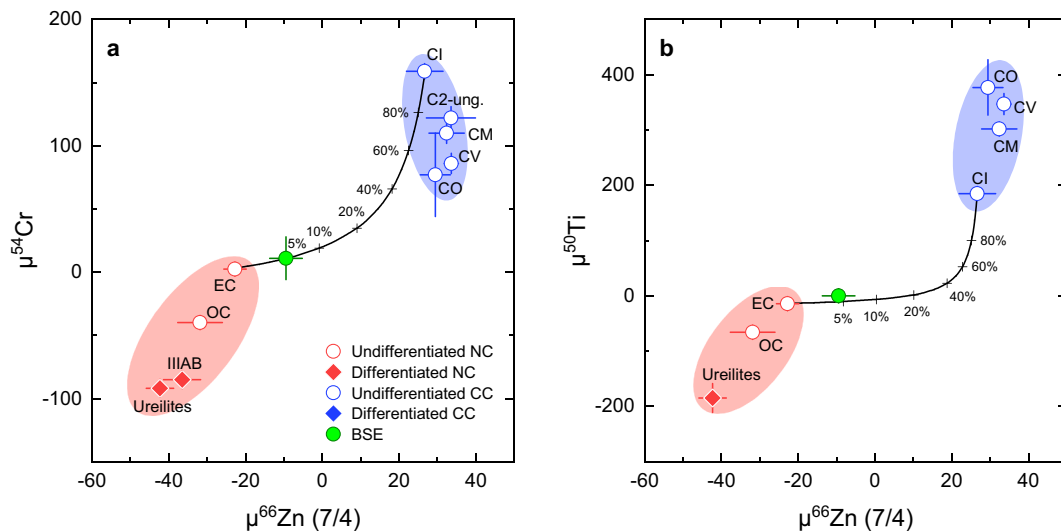 a
200
100
0
-100
μ⁵⁴Cr
-60
-40
-20
0
20
40
μ⁶⁶Zn (7/4)
CI
C2-ung.
CM
CV
CO
80%
60%
40%
20%
10%
5%
EC
OC
IIIAB
Ureilites
Undifferentiated NC
Differentiated NC
Undifferentiated CC
Differentiated CC
BSE
b
400
200
0
-200
μ⁵⁰Ti
-60
-40
-20
0
20
40
μ⁶⁶Zn (7/4)
CO
CV
CM
CI
80%
60%
40%
20%
10%
5%
EC
OC
Ureilites